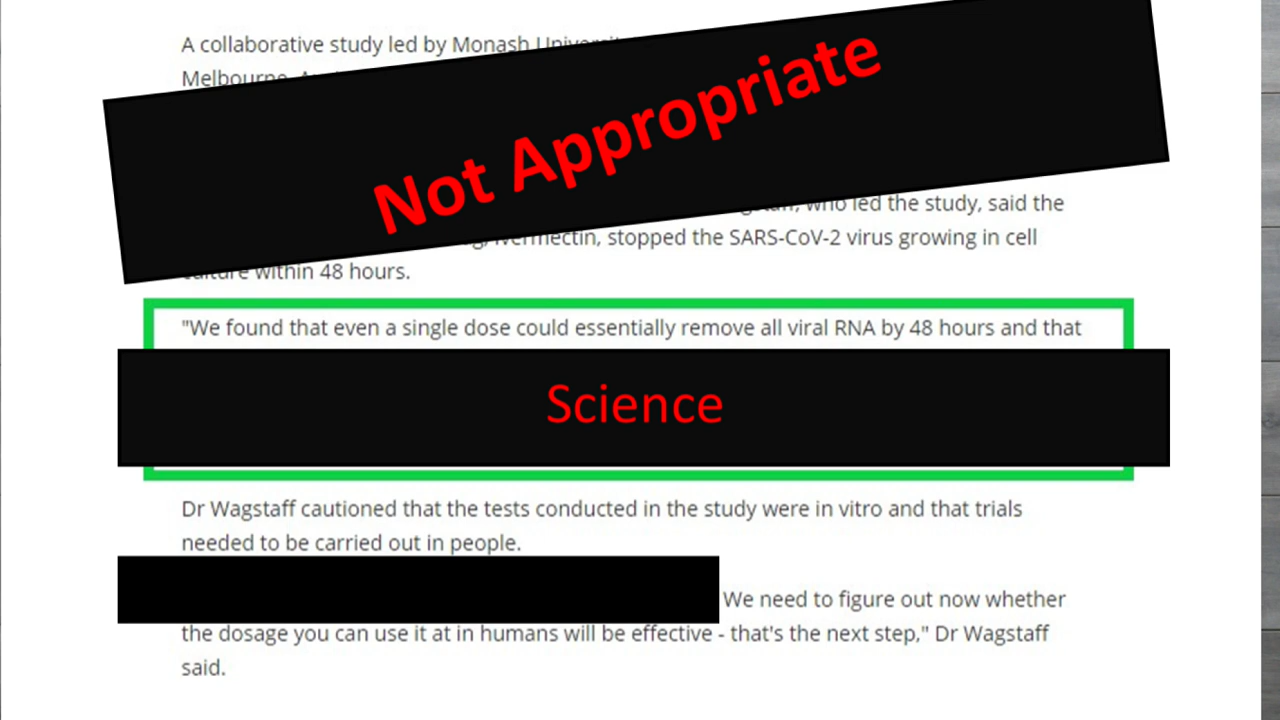 A collaborative study led by Monash University
Melbourne,
Not Appropriate
who led the study, said the
Ivermectin, stopped the SARS-CoV-2 virus growing in cell
culture within 48 hours.
"We found that even a single dose could essentially remove all viral RNA by 48 hours and that
Science
Dr Wagstaff cautioned that the tests conducted in the study were in vitro and that trials
needed to be carried out in people.
We need to figure out now whether
the dosage you can use it at in humans will be effective - that's the next step," Dr Wagstaff
said.